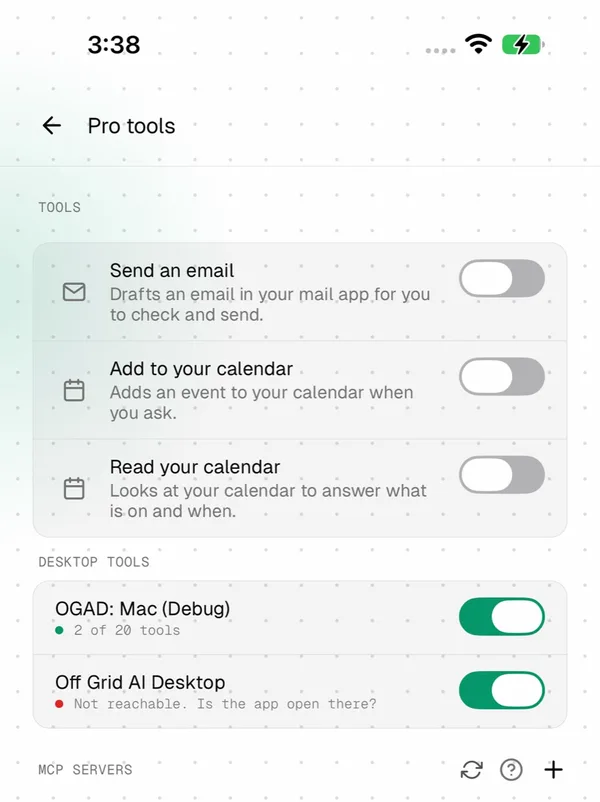 3:38
Pro tools
TOOLS
Send an email
Drafts an email in your mail app for you
to check and send.
Add to your calendar
Adds an event to your calendar when
you ask.
Read your calendar
Looks at your calendar to answer what
is on and when.
DESKTOP TOOLS
OGAD: Mac (Debug)
2 of 20 tools
Off Grid AI Desktop
Not reachable. Is the app open there?
MCP SERVERS